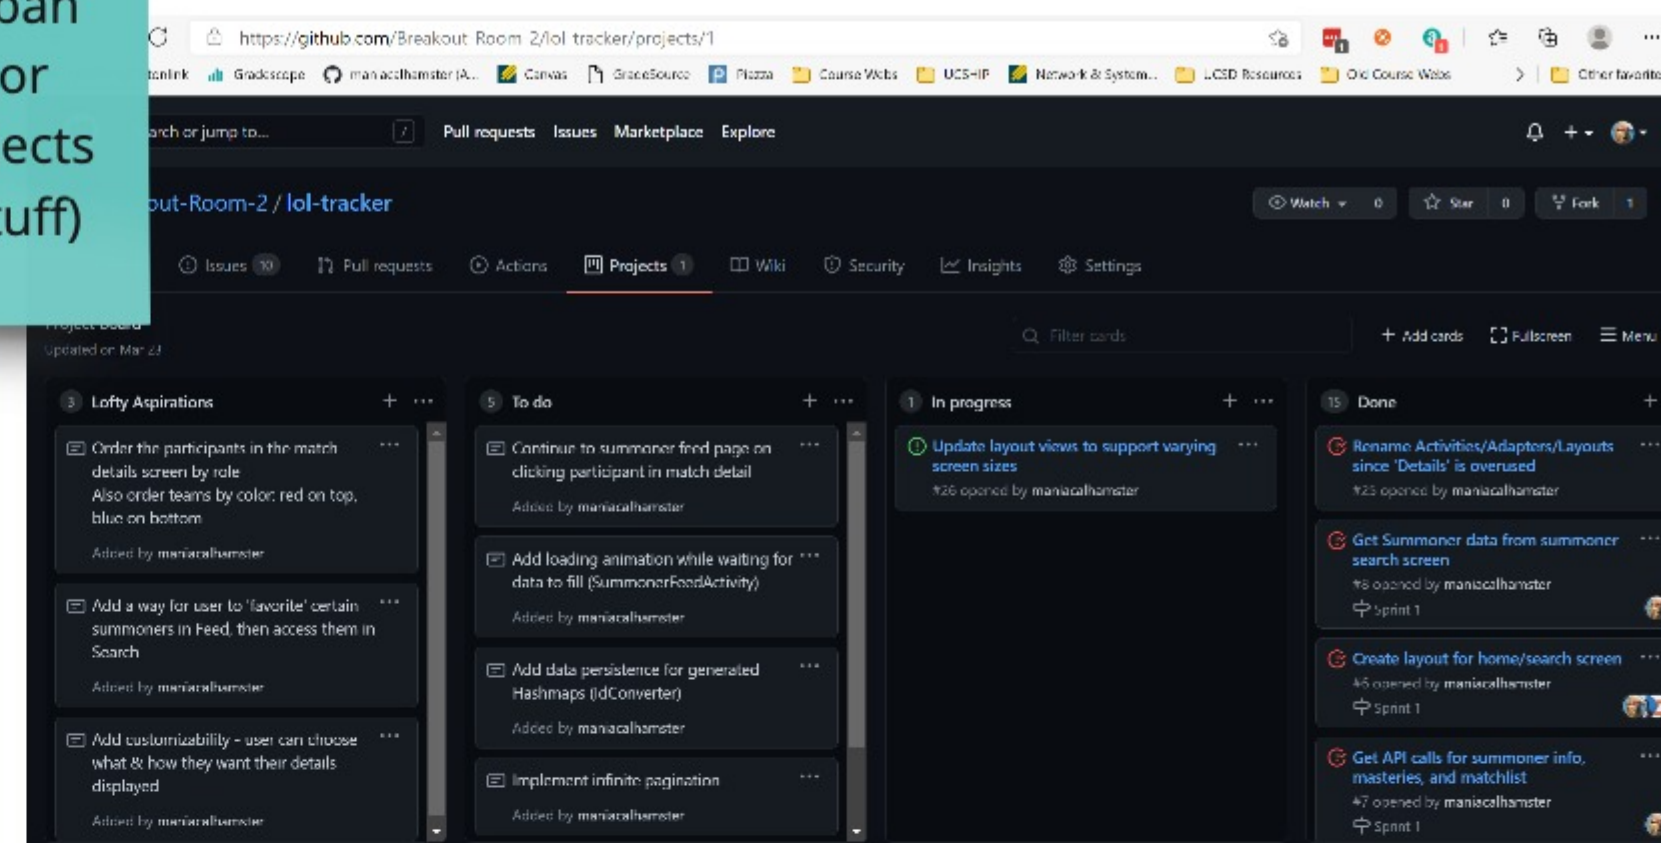 ban
or
ects
tuff)
https://github.com/Breakout-Room-2/lol-tracker/projects/1
tonlink Gradescope maniacalhamster (A... Canvas GradeSource Piazza Course Webs UCSHIP Network & System... UCSD Resources Old Course Webs Other favorite
arch or jump to... / Pull requests Issues Marketplace Explore
out-Room-2 / lol-tracker Watch 0 Star 0 Fork 1
Issues 10 Pull requests Actions Projects 1 Wiki Security Insights Settings
Project Board
Updated on Mar 23
Filter cards + Add cards Fullscreen Menu
3 Lofty Aspirations
Order the participants in the match
details screen by role
Also order teams by color: red on top,
blue on bottom
Added by maniacalhamster
Add a way for user to 'favorite' certain
summoners in Feed, then access them in
Search
Added by maniacalhamster
Add customizability - user can choose
what & how they want their details
displayed
Added by maniacalhamster
5 To do
Continue to summoner feed page on
clicking participant in match detail
Added by maniacalhamster
Add loading animation while waiting for
data to fill (SummonerFeedActivity)
Added by maniacalhamster
Add data persistence for generated
Hashmaps (IdConverter)
Added by maniacalhamster
Implement infinite pagination
Added by maniacalhamster
1 In progress
Update layout views to support varying
screen sizes
#26 opened by maniacalhamster
15 Done
Rename Activities/Adapters/Layouts
since 'Details' is overused
#25 opened by maniacalhamster
Get Summoner data from summoner
search screen
#8 opened by maniacalhamster
Sprint 1
Create layout for home/search screen
#6 opened by maniacalhamster
Sprint 1
Get API calls for summoner info,
masteries, and matchlist
#7 opened by maniacalhamster
Sprint 1